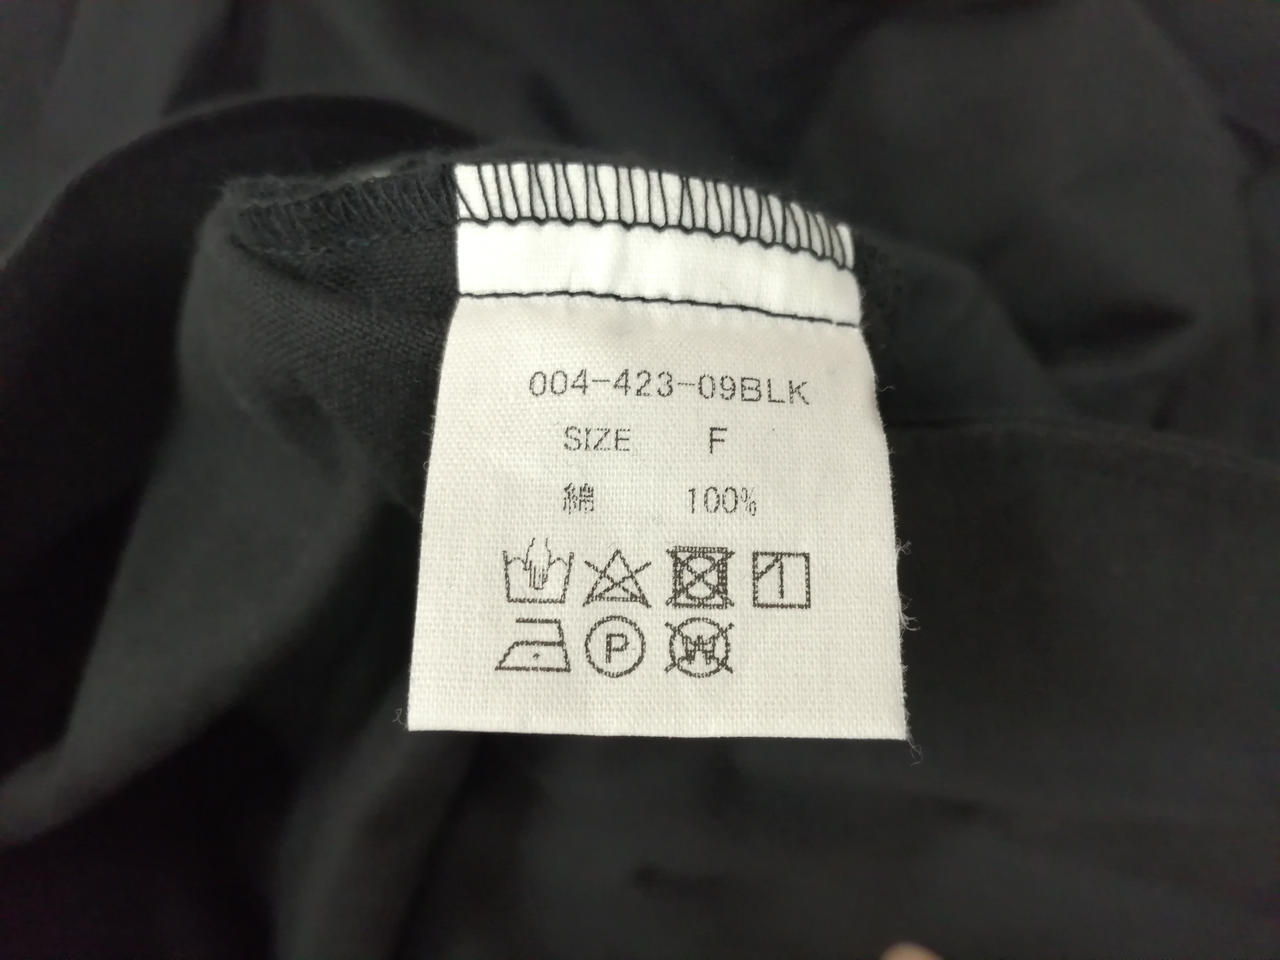 004-423-09BLK
SIZE F
綿 100%
P
W